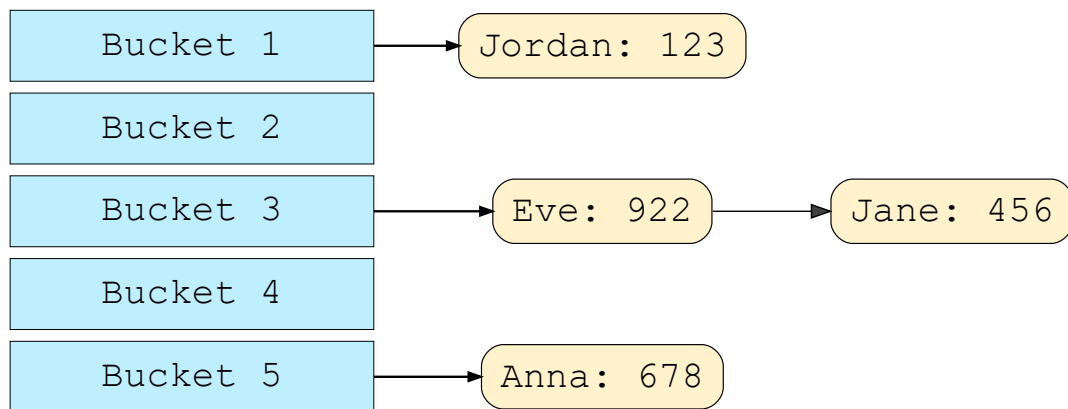 Bucket 1
Jordan: 123
Bucket 2
Bucket 3
Eve: 922
Jane: 456
Bucket 4
Bucket 5
Anna: 678